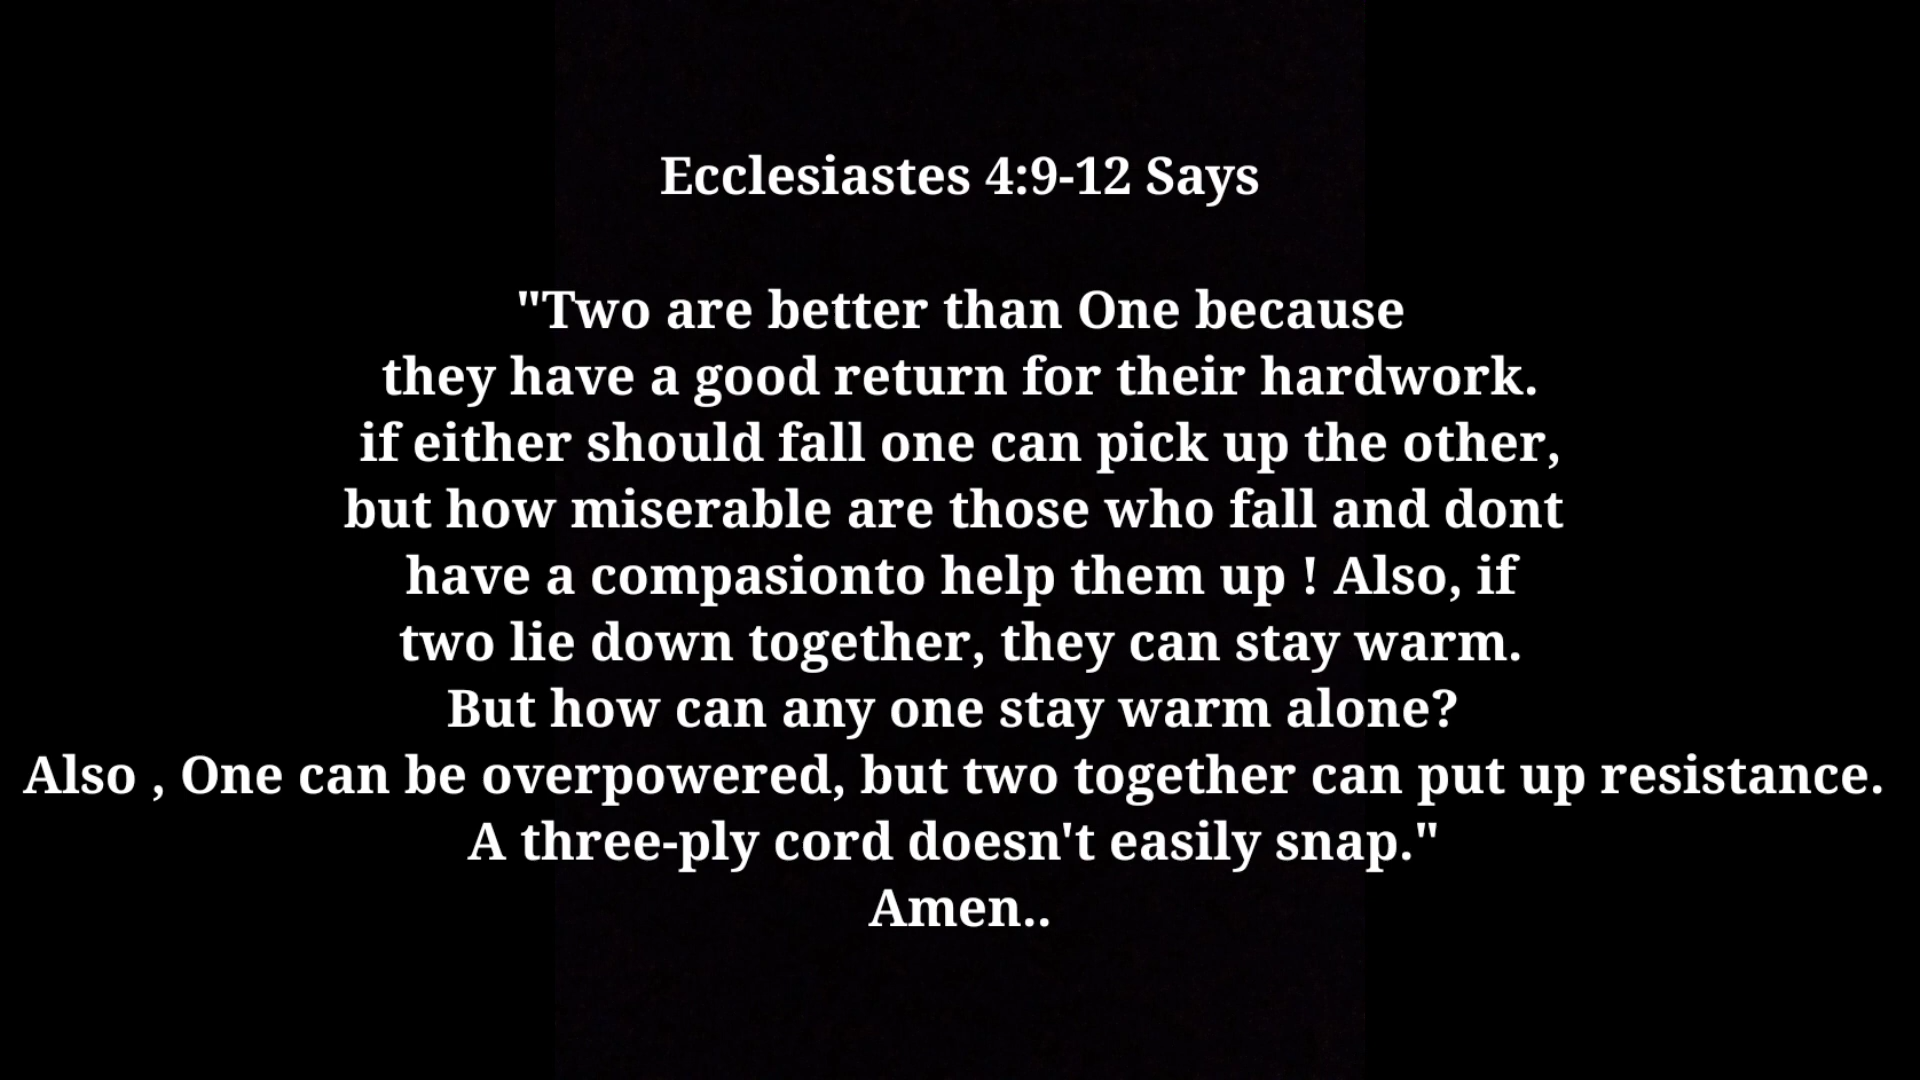 Ecclesiastes 4:9-12 Says
"Two are better than One because
they have a good return for their hardwork.
if either should fall one can pick up the other,
but how miserable are those who fall and dont
have a compasionto help them up ! Also, if
two lie down together, they can stay warm.
But how can any one stay warm alone?
Also , One can be overpowered, but two together can put up resistance.
A three-ply cord doesn't easily snap."
Amen..